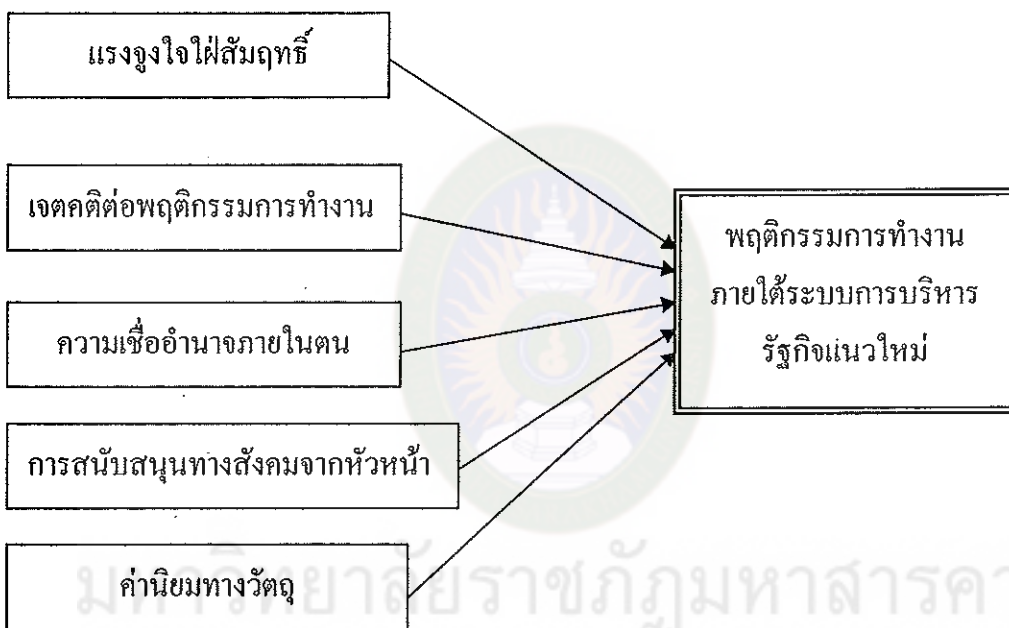 แรงจูงใจใฝ่สัมฤทธิ์
เจตคติต่อพฤติกรรมการทำงาน
ความเชื่ออำนาจภายในตน
การสนับสนุนทางสังคมจากหัวหน้า
ค่านิยมทางวัตถุ
พฤติกรรมการทำงาน
ภายใต้ระบบการบริหาร
รัฐกิจแนวใหม่
มหาวิทยาลัยราชภัฏมหาสารคา